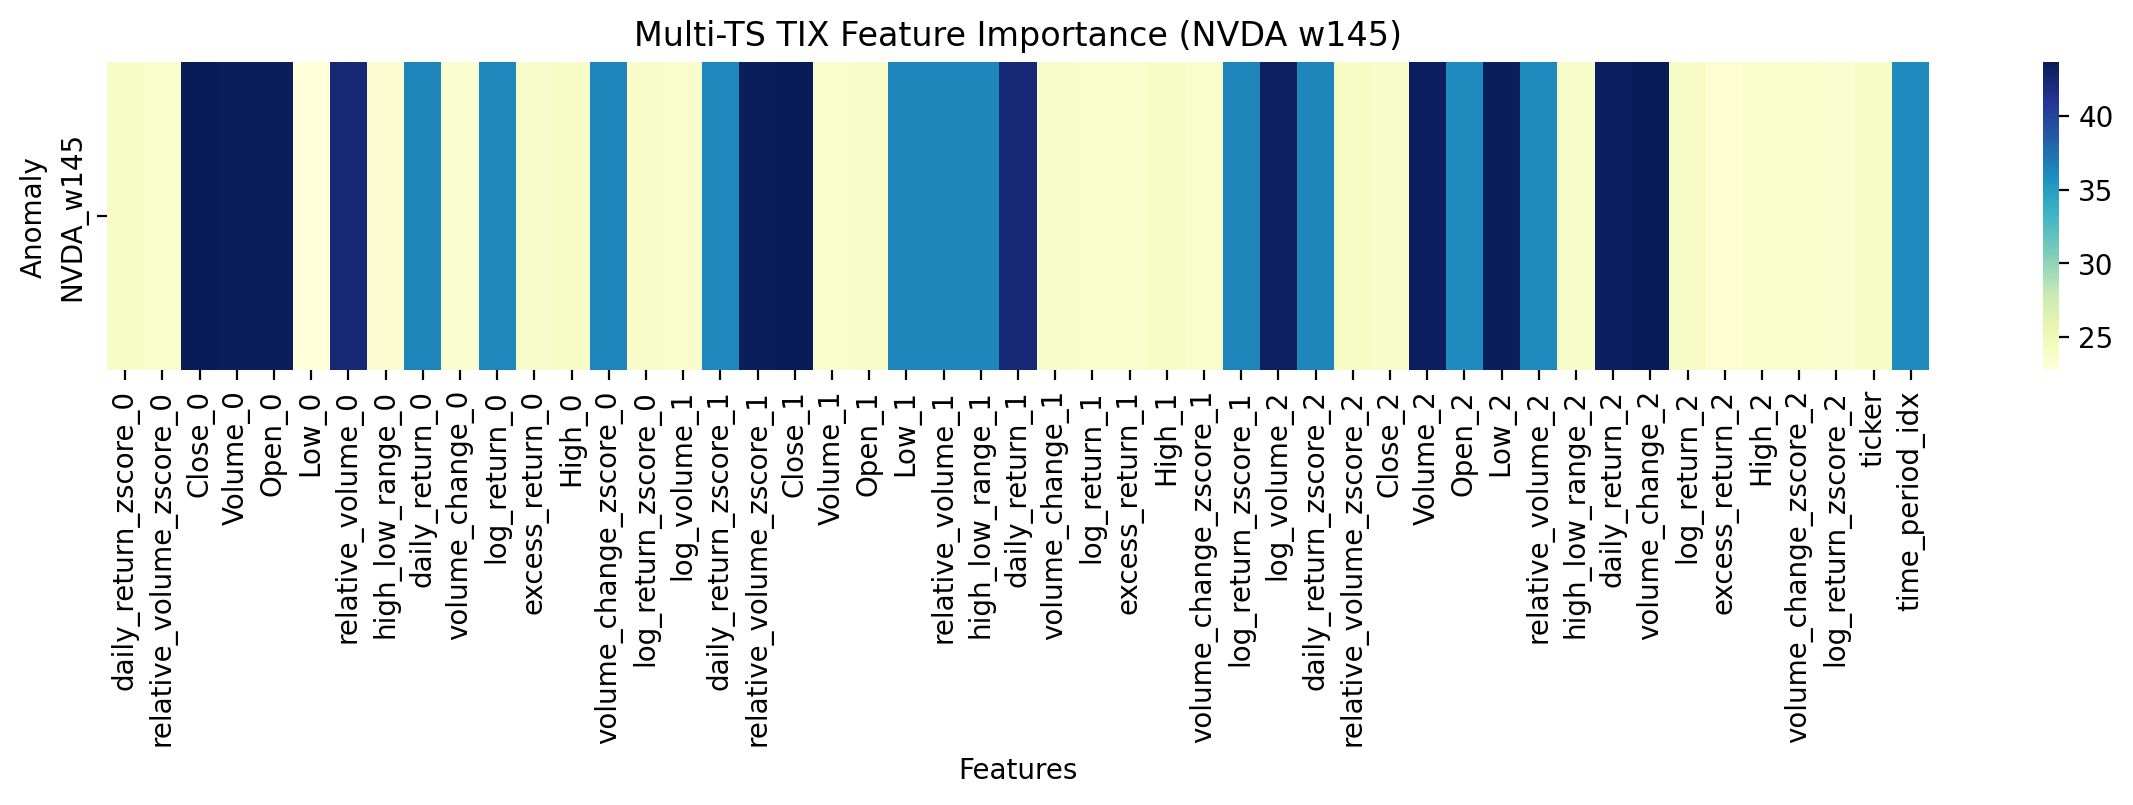 Multi-TS TIX Feature Importance (NVDA w145)
Anomaly
NVDA_w145
40
35
30
25
daily_return_zscore_0
relative_volume_zscore_0
Close_0
Volume_0
Open_0
Low_0
relative_volume_0
high_low_range_0
daily_return_0
volume_change_0
log_return_0
excess_return_0
High_0
volume_change_zscore_0
log_return_zscore_0
log_volume_1
daily_return_zscore_1
relative_volume_zscore_1
Close_1
Volume_1
Open_1
Low_1
relative_volume_1
high_low_range_1
daily_return_1
volume_change_1
log_return_1
excess_return_1
High_1
volume_change_zscore_1
log_return_zscore_1
log_volume_2
daily_return_zscore_2
relative_volume_zscore_2
Close_2
Volume_2
Open_2
Low_2
relative_volume_2
high_low_range_2
daily_return_2
volume_change_2
log_return_2
excess_return_2
High_2
volume_change_zscore_2
log_return_zscore_2
ticker
time_period_idx
Features